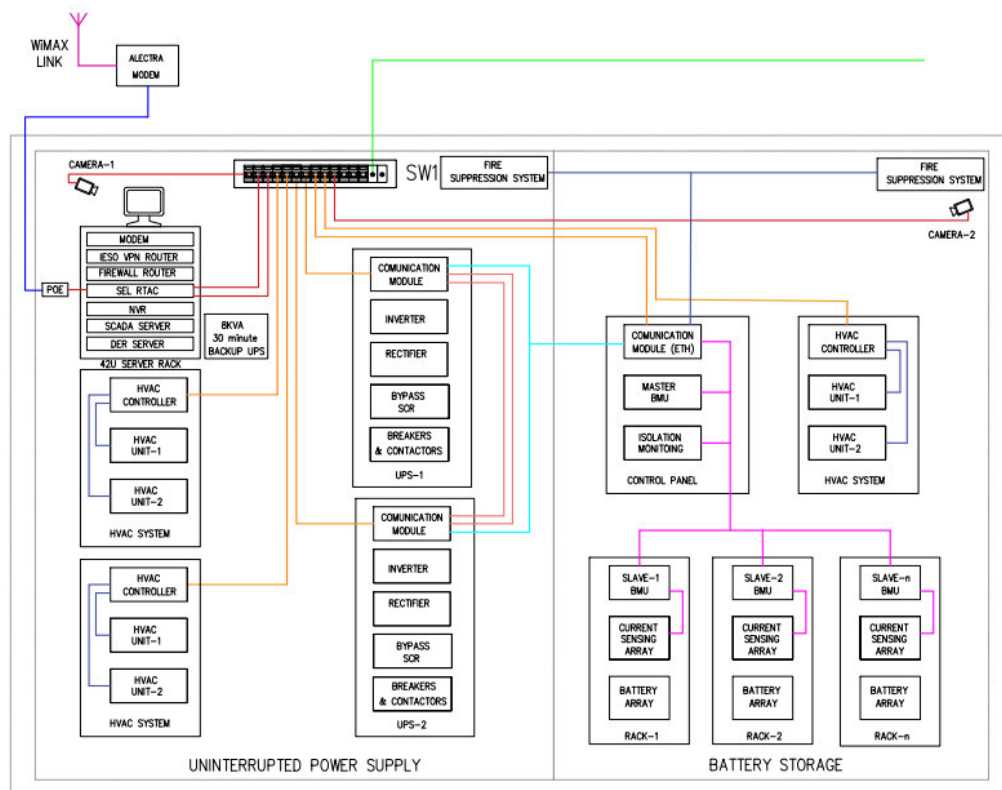 WiMAX
LINK
ALECTRA
MODEM
CAMERA-1
SW1
FIRE
SUPPRESSION SYSTEM
FIRE
SUPPRESSION SYSTEM
CAMERA-2
MODEM
IESO VPN ROUTER
FIREWALL ROUTER
POE
SEL RTAC
NVR
SCADA SERVER
DER SERVER
42U SERVER RACK
8KVA
30 minute
BACKUP UPS
HVAC
CONTROLLER
HVAC
UNIT-1
HVAC
UNIT-2
HVAC SYSTEM
HVAC
CONTROLLER
HVAC
UNIT-1
HVAC
UNIT-2
HVAC SYSTEM
COMUNICATION
MODULE
INVERTER
RECTIFIER
BYPASS
SCR
BREAKERS
& CONTACTORS
UPS-1
COMUNICATION
MODULE
INVERTER
RECTIFIER
BYPASS
SCR
BREAKERS
& CONTACTORS
UPS-2
COMUNICATION
MODULE (ETH)
MASTER
BMU
ISOLATION
MONITOING
CONTROL PANEL
HVAC
CONTROLLER
HVAC
UNIT-1
HVAC
UNIT-2
HVAC SYSTEM
SLAVE-1
BMU
CURRENT
SENSING
ARRAY
BATTERY
ARRAY
RACK-1
SLAVE-2
BMU
CURRENT
SENSING
ARRAY
BATTERY
ARRAY
RACK-2
SLAVE-n
BMU
CURRENT
SENSING
ARRAY
BATTERY
ARRAY
RACK-n
UNINTERRUPTED POWER SUPPLY
BATTERY STORAGE